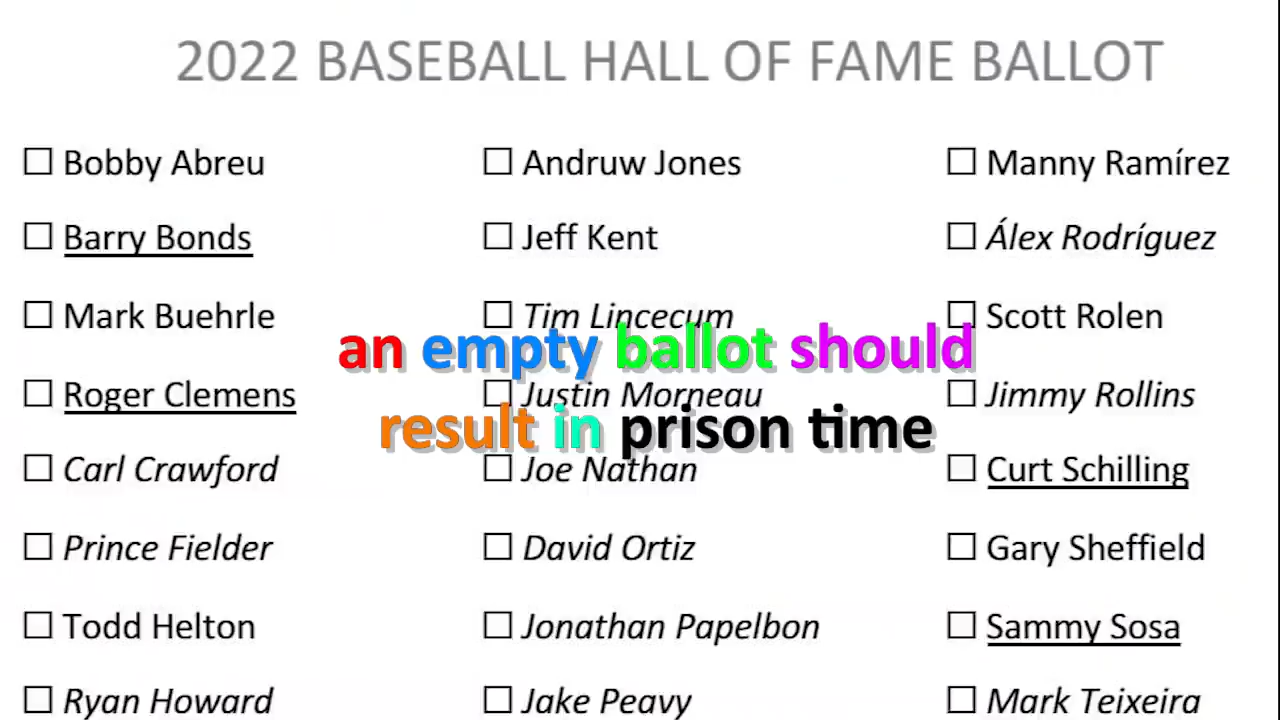 2022 BASEBALL HALL OF FAME BALLOT
☐ Bobby Abreu ☐ Andruw Jones ☐ Manny Ramírez
☐ Barry Bonds ☐ Jeff Kent ☐ Álex Rodríguez
☐ Mark Buehrle ☐ Tim Lincecum ☐ Scott Rolen
an empty ballot should
☐ Roger Clemens ☐ Justin Morneau ☐ Jimmy Rollins
result in prison time
☐ Carl Crawford ☐ Joe Nathan ☐ Curt Schilling
☐ Prince Fielder ☐ David Ortiz ☐ Gary Sheffield
☐ Todd Helton ☐ Jonathan Papelbon ☐ Sammy Sosa
☐ Ryan Howard ☐ Jake Peavy ☐ Mark Teixeira